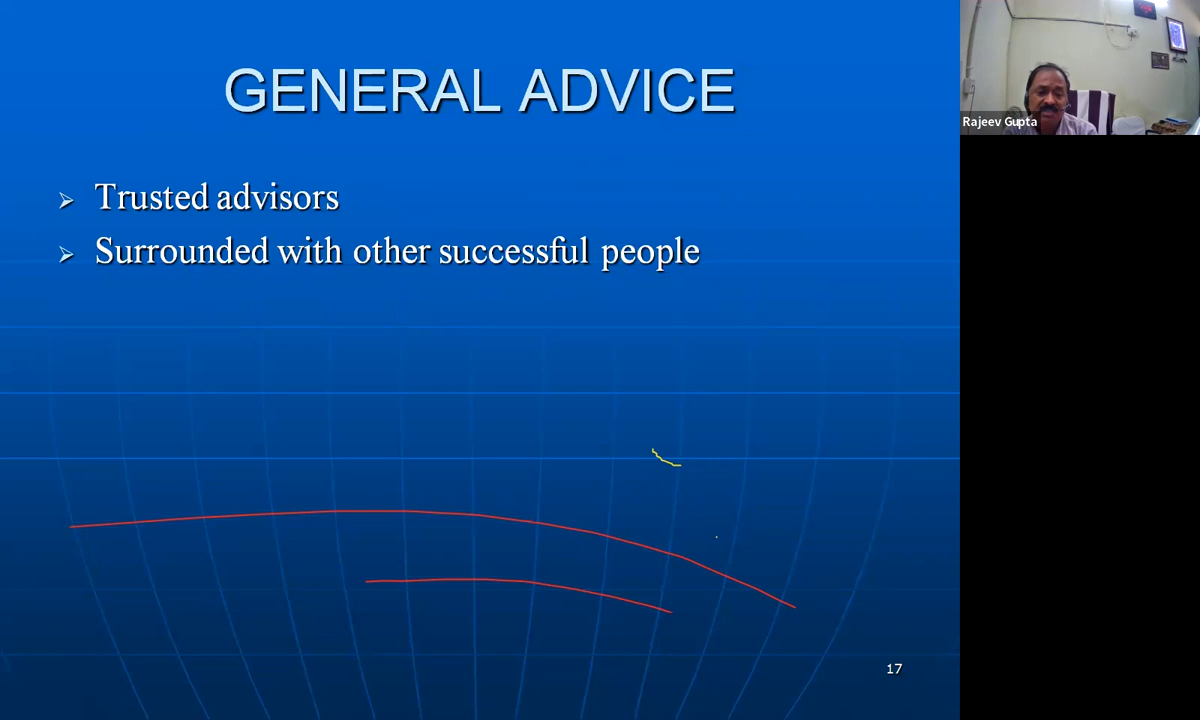 GENERAL ADVICE
Trusted advisors
Surrounded with other successful people
17
Rajeev Gupta